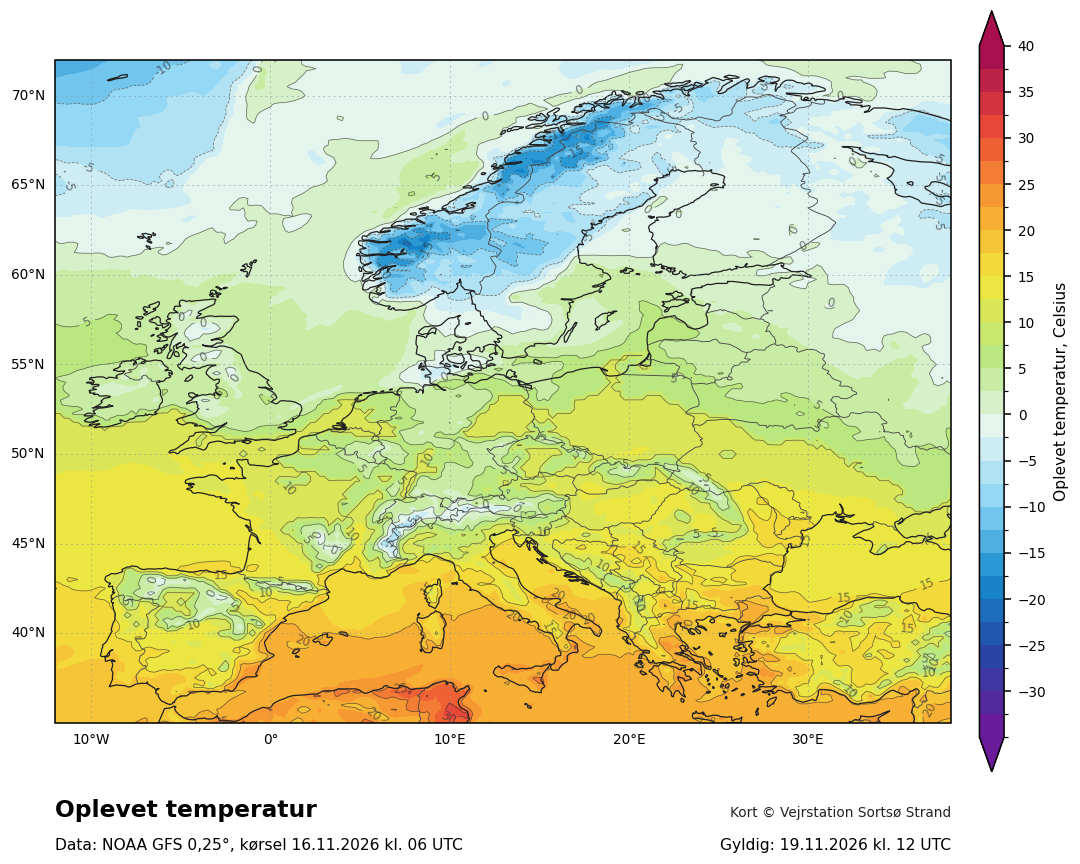 70°N
65°N
60°N
55°N
50°N
45°N
40°N
10°W
0°
10°E
20°E
30°E
40
35
30
25
20
15
10
5
0
−5
−10
−15
−20
−25
−30
Oplevet temperatur, Celsius
Oplevet temperatur
Kort © Vejrstation Sortsø Strand
Data: NOAA GFS 0,25°, kørsel 16.11.2026 kl. 06 UTC
Gyldig: 19.11.2026 kl. 12 UTC